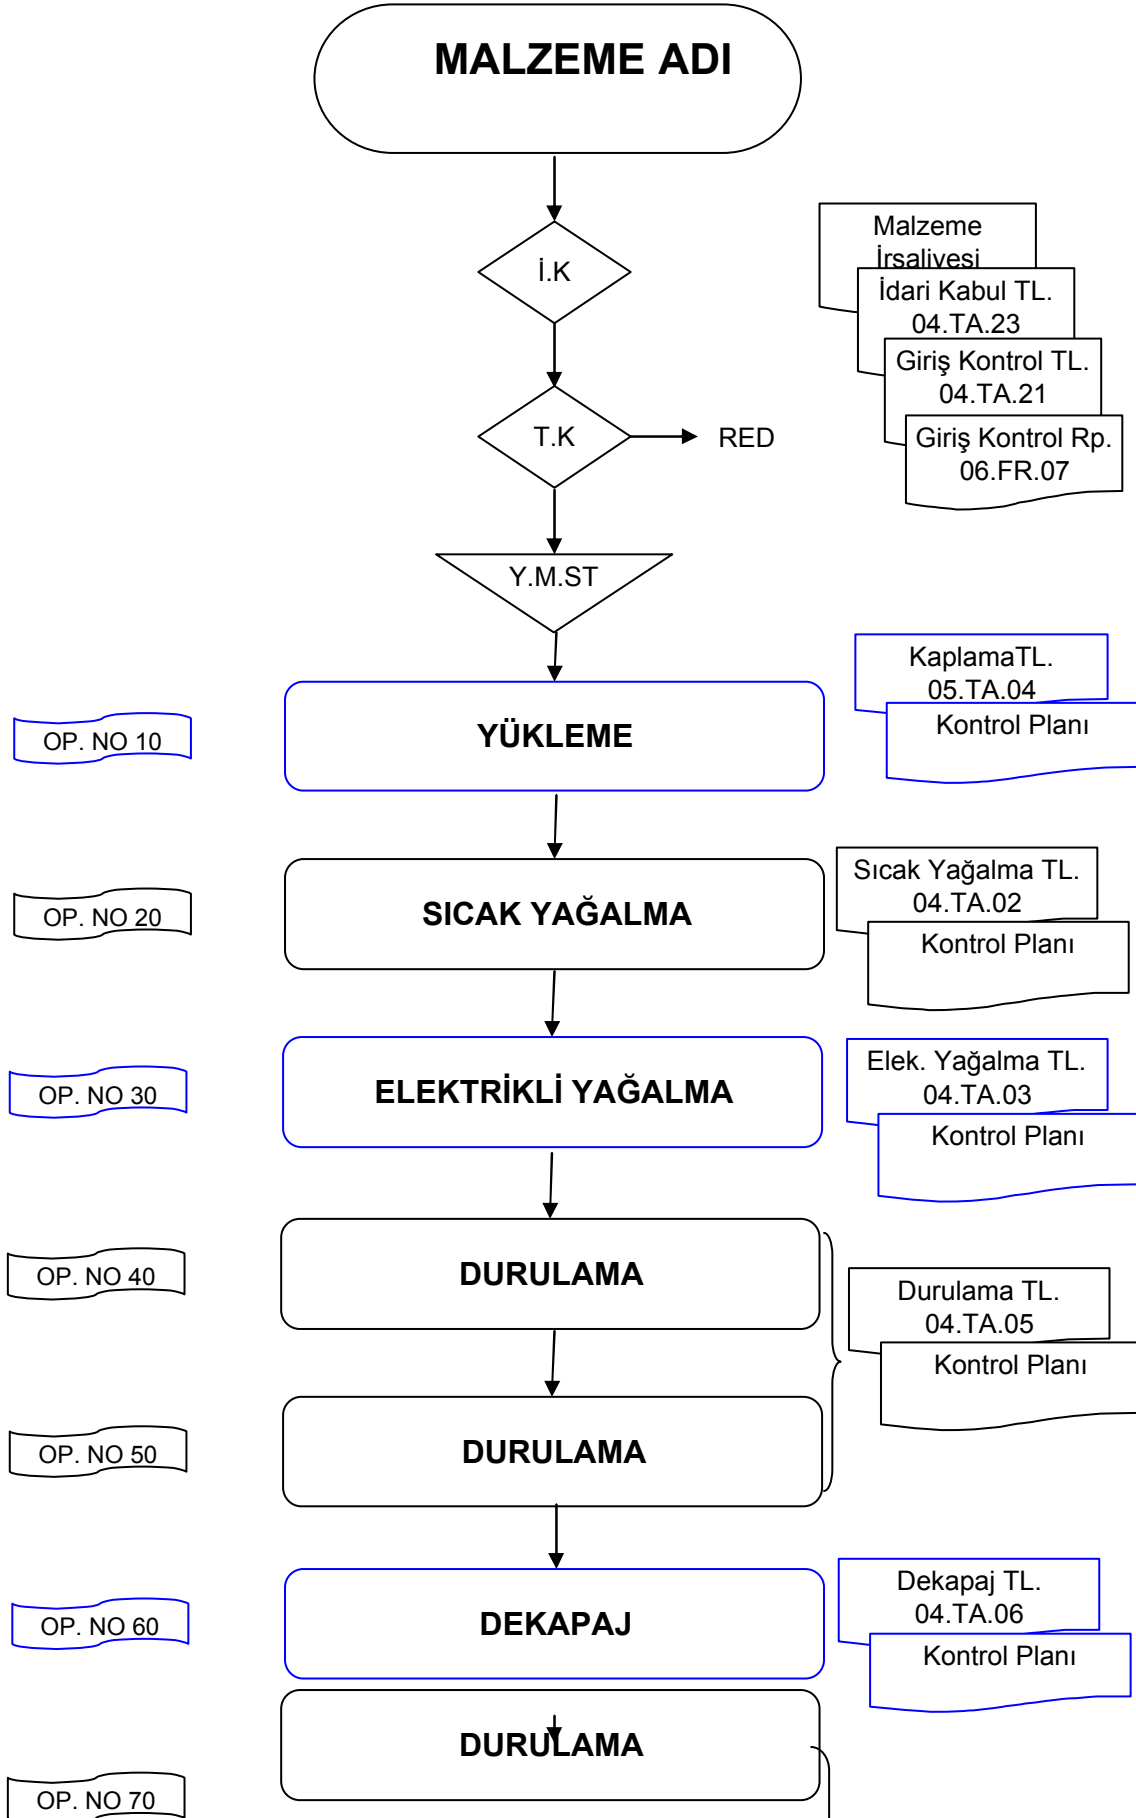 MALZEME ADI
İ.K
Malzeme
İrsaliyesi
İdari Kabul TL.
04.TA.23
Giriş Kontrol TL.
04.TA.21
T.K
RED
Giriş Kontrol Rp.
06.FR.07
Y.M.ST
OP. NO 10
YÜKLEME
KaplamaTL.
05.TA.04
Kontrol Planı
OP. NO 20
SICAK YAĞALMA
Sıcak Yağalma TL.
04.TA.02
Kontrol Planı
OP. NO 30
ELEKTRİKLİ YAĞALMA
Elek. Yağalma TL.
04.TA.03
Kontrol Planı
OP. NO 40
DURULAMA
Durulama TL.
04.TA.05
Kontrol Planı
OP. NO 50
DURULAMA
OP. NO 60
DEKAPAJ
Dekapaj TL.
04.TA.06
Kontrol Planı
DURULAMA
OP. NO 70